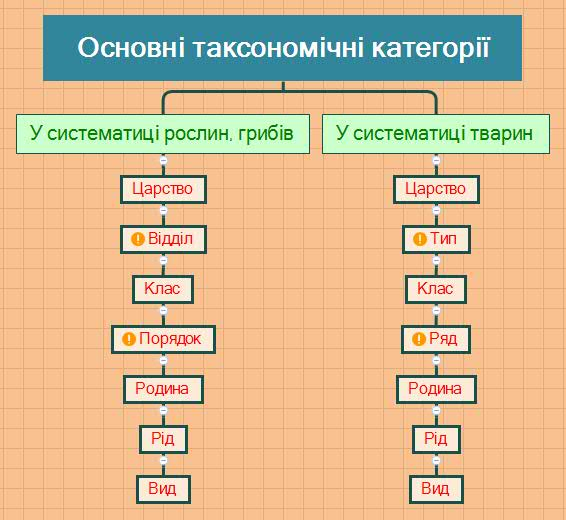 Основні таксономічні категорії
У систематиці рослин, грибів
У систематиці тварин
Царство
Царство
Відділ
Тип
Клас
Клас
Порядок
Ряд
Родина
Родина
Рід
Рід
Вид
Вид